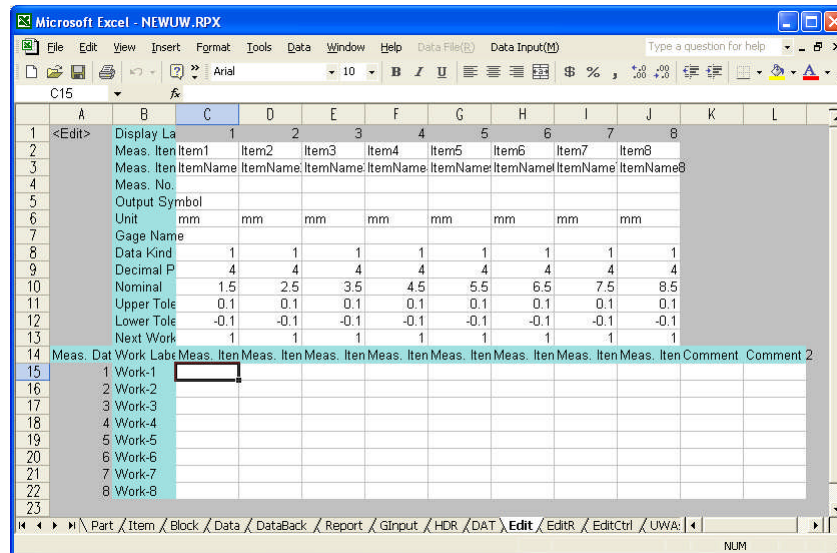 Microsoft Excel - NEWUW.RPX
File Edit View Insert Format Tools Data Window Help Data File(R) Data Input(M) Type a question for help
Arial 10 B I U $ % ,
C15 fx
A B C D E F G H I J K L
1 <Edit> Display La 1 2 3 4 5 6 7 8
2 Meas. Iten Item1 Item2 Item3 Item4 Item5 Item6 Item7 Item8
3 Meas. Iten ItemName ItemName ItemName ItemName ItemName ItemName ItemName ItemName8
4 Meas. No.
5 Output Symbol
6 Unit mm mm mm mm mm mm mm mm
7 Gage Name
8 Data Kind 1 1 1 1 1 1 1 1
9 Decimal P 4 4 4 4 4 4 4 4
10 Nominal 1.5 2.5 3.5 4.5 5.5 6.5 7.5 8.5
11 Upper Tole 0.1 0.1 0.1 0.1 0.1 0.1 0.1 0.1
12 Lower Tole -0.1 -0.1 -0.1 -0.1 -0.1 -0.1 -0.1 -0.1
13 Next Work 1 1 1 1 1 1 1 1
14 Meas. Dat Work Labe Meas. Iten Meas. Iten Meas. Iten Meas. Iten Meas. Iten Meas. Iten Meas. Iten Meas. Iten Comment Comment 2
15 1 Work-1
16 2 Work-2
17 3 Work-3
18 4 Work-4
19 5 Work-5
20 6 Work-6
21 7 Work-7
22 8 Work-8
23
Part / Item / Block / Data / DataBack / Report / GInput / HDR / DAT \ Edit / EditR / EditCtrl / UWA:
NUM